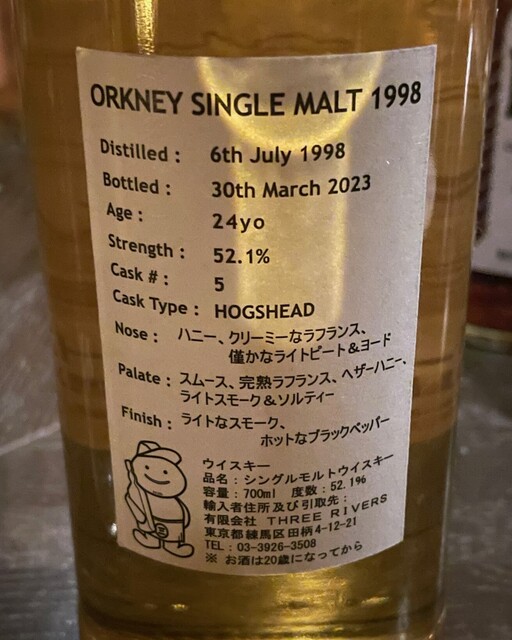 ORKNEY SINGLE MALT 1998
Distilled : 6th July 1998
Bottled : 30th March 2023
Age : 24yo
Strength : 52.1%
Cask # : 5
Cask Type : HOGSHEAD
Nose : ハニー、クリーミーなラフランス、
僅かなライトピート＆ヨード
Palate : スムース、完熟ラフランス、ヘザーハニー、
ライトスモーク＆ソルティー
Finish : ライトなスモーク、
ホットなブラックペッパー
ウイスキー
品名：シングルモルトウイスキー
容量：700ml 度数：52.1%
輸入者住所及び引取先：
有限会社 THREE RIVERS
東京都練馬区田柄4-12-21
TEL：03-3926-3508
※ お酒は20歳になってから